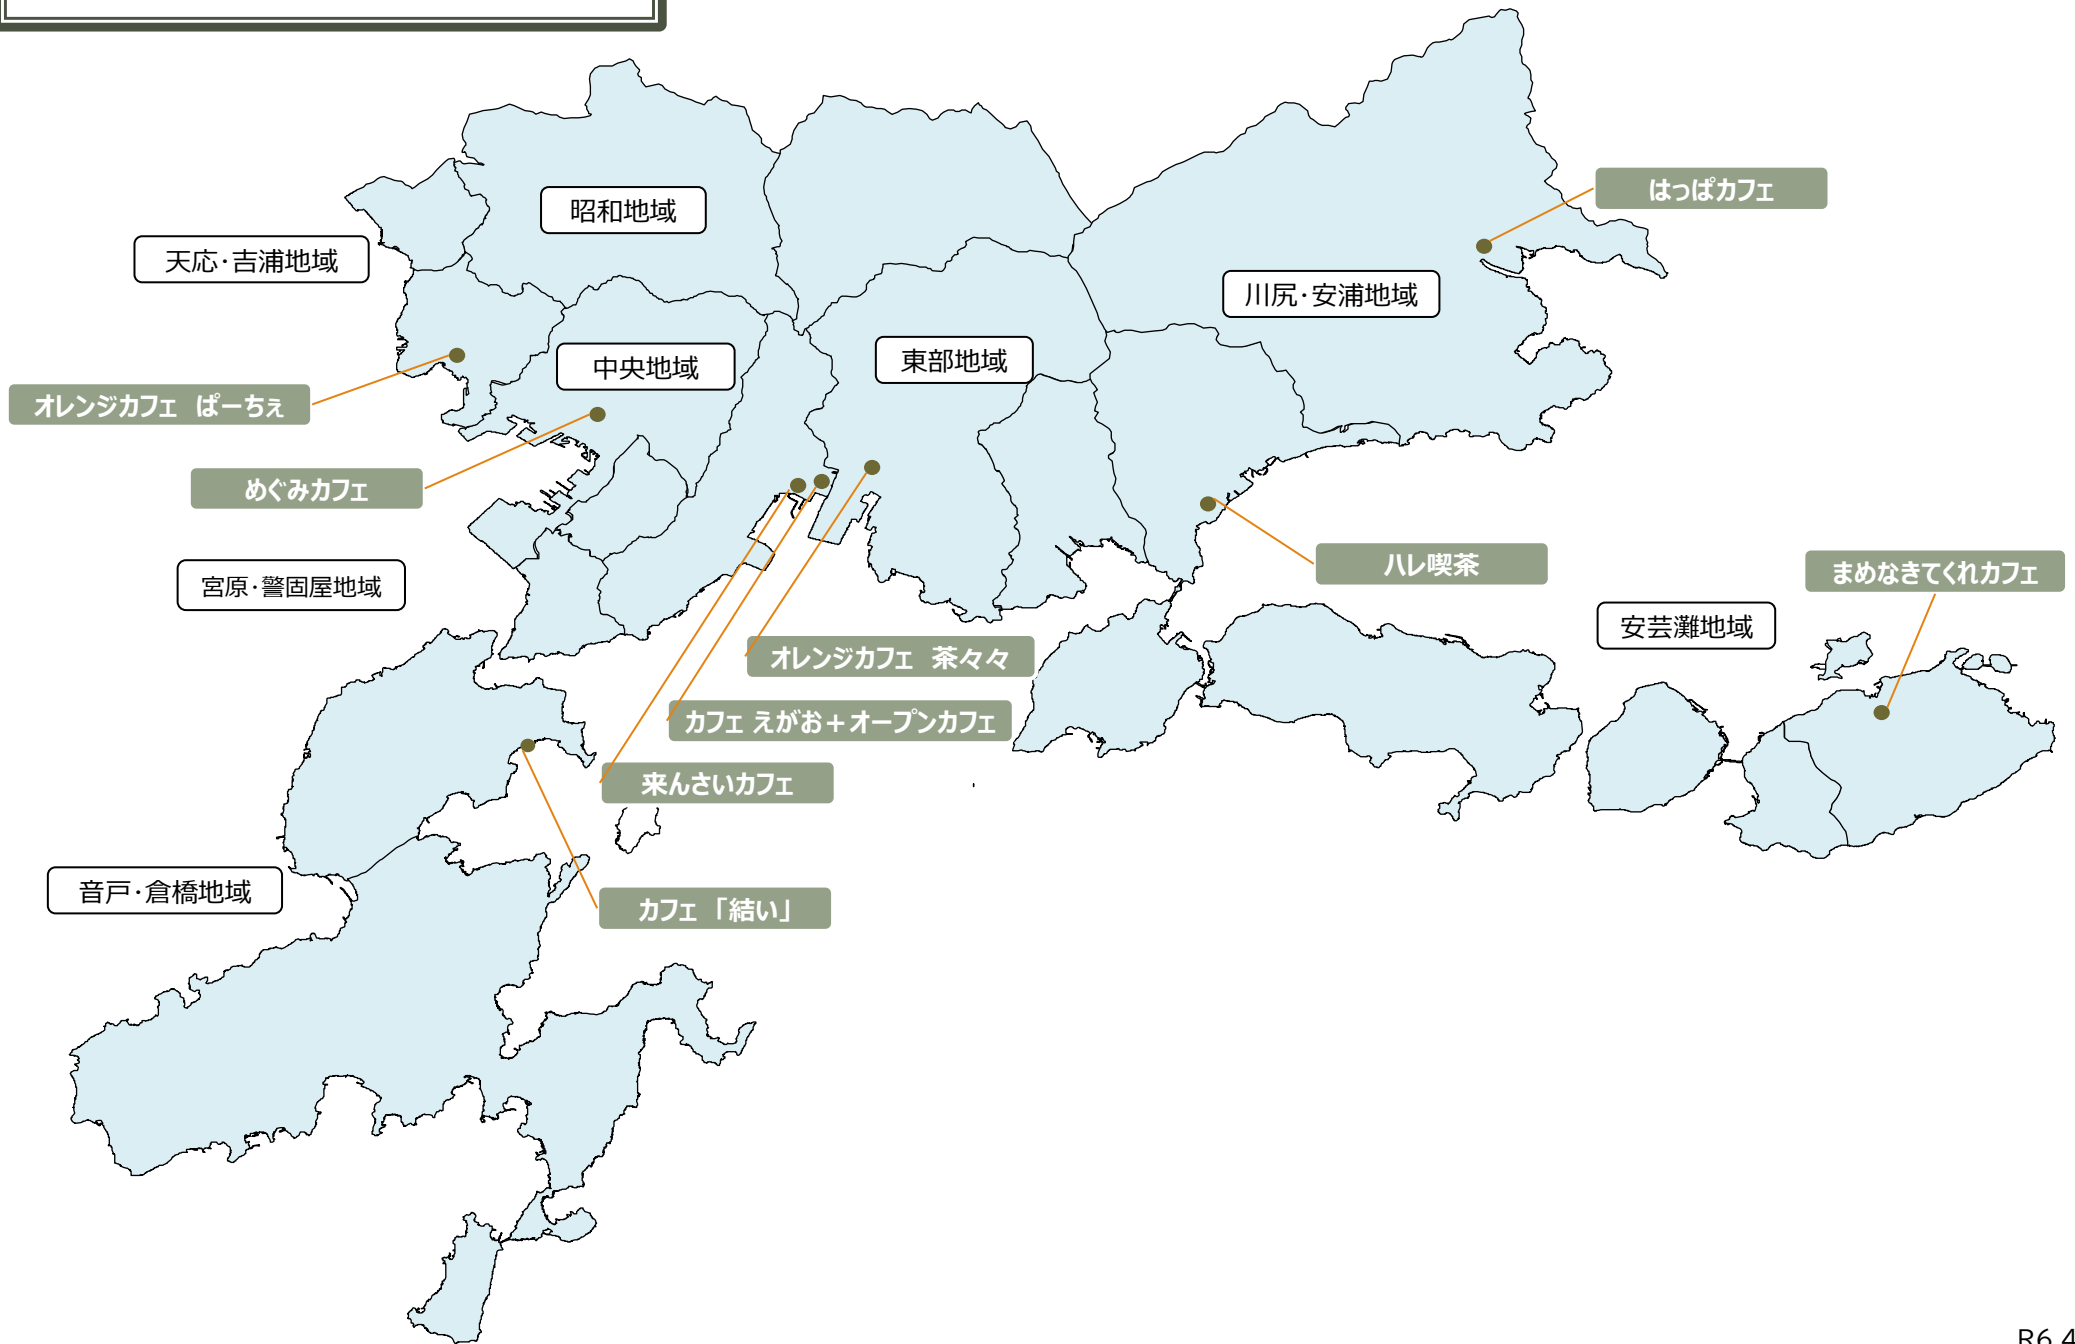 はっぱカフェ
昭和地域
天応・吉浦地域
川尻・安浦地域
中央地域
東部地域
オレンジカフェ ぱーちぇ
めぐみカフェ
ハレ喫茶
まめなきてくれカフェ
宮原・警固屋地域
安芸灘地域
オレンジカフェ 茶々々
カフェ えがお+オープンカフェ
来んさいカフェ
音戸・倉橋地域
カフェ 「結い」
R6.4